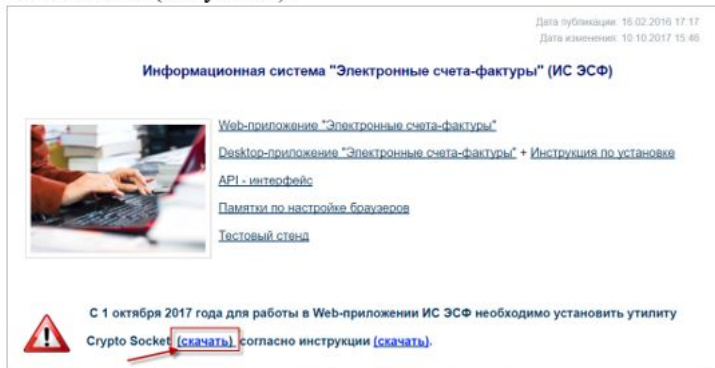 Дата публикации: 16.02.2016 17:17
Дата изменения: 10.10.2017 15:46
Информационная система "Электронные счета-фактуры" (ИС ЭСФ)
Web-приложение "Электронные счета-фактуры"
Desktop-приложение "Электронные счета-фактуры" + Инструкция по установке
API - интерфейс
Памятки по настройке браузеров
Тестовый стенд
С 1 октября 2017 года для работы в Web-приложении ИС ЭСФ необходимо установить утилиту
Crypto Socket (скачать) согласно инструкции (скачать).